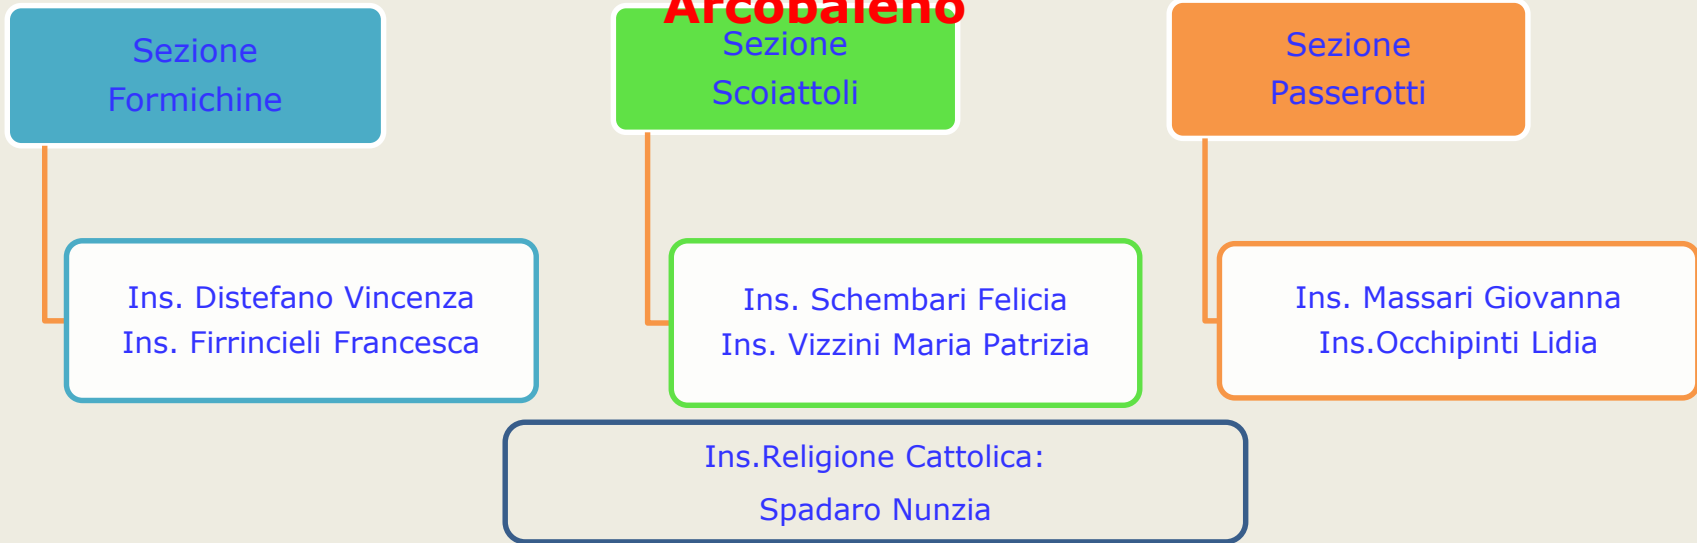 Arcobaleno
Sezione
Formichine
Sezione
Scoiattoli
Sezione
Passerotti
Ins. Distefano Vincenza
Ins. Firrincieli Francesca
Ins. Schembari Felicia
Ins. Vizzini Maria Patrizia
Ins. Massari Giovanna
Ins.Occhipinti Lidia
Ins.Religione Cattolica:
Spadaro Nunzia